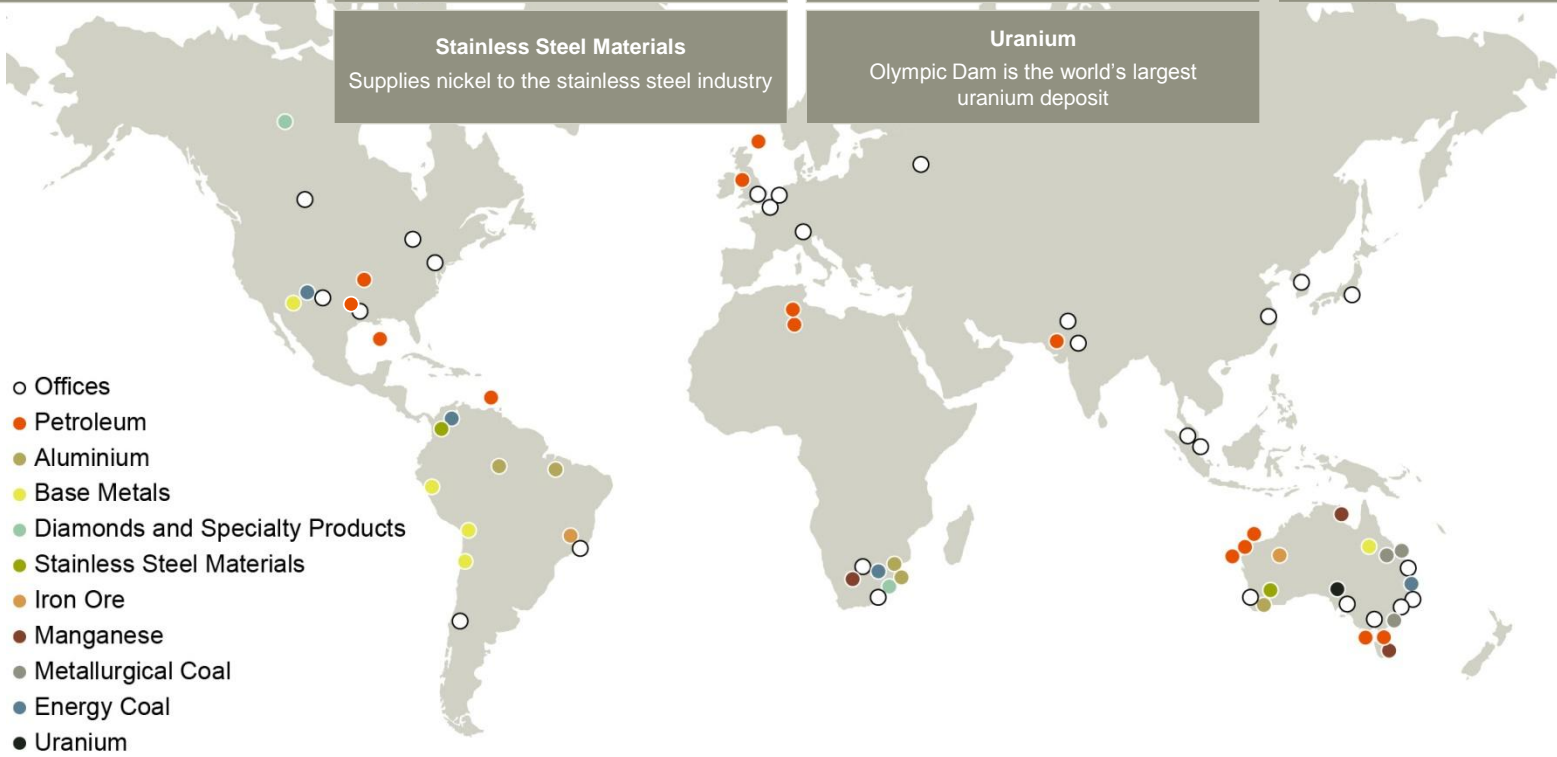 Stainless Steel Materials
Supplies nickel to the stainless steel industry
Uranium
Olympic Dam is the world’s largest
uranium deposit
Offices
Petroleum
Aluminium
Base Metals
Diamonds and Specialty Products
Stainless Steel Materials
Iron Ore
Manganese
Metallurgical Coal
Energy Coal
Uranium